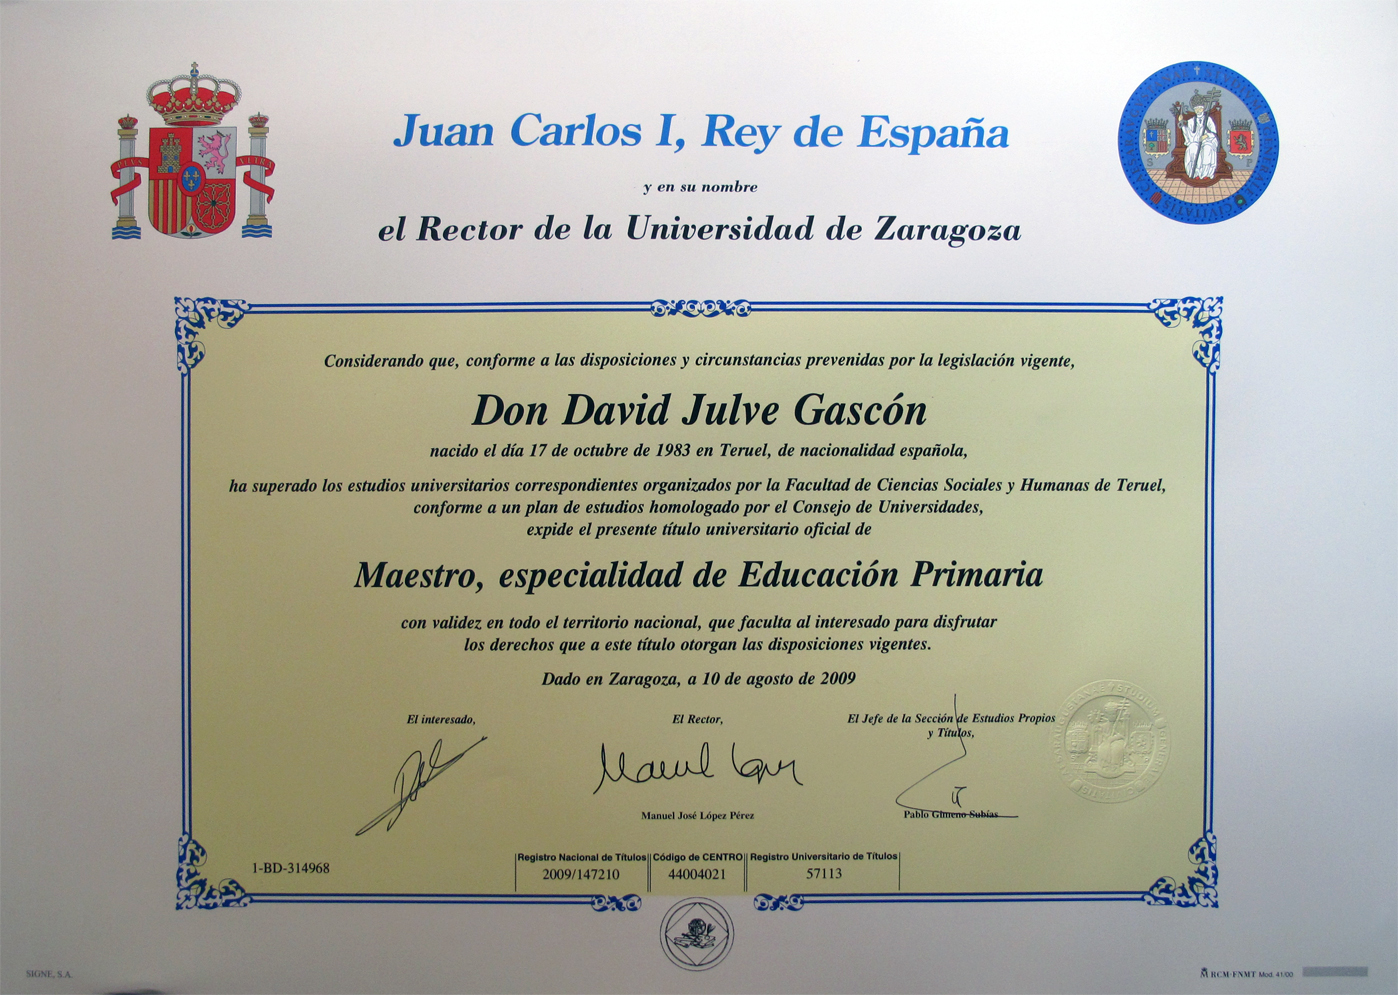 Juan Carlos I, Rey de España
y en su nombre
el Rector de la Universidad de Zaragoza
PLVS VLTRA
Considerando que, conforme a las disposiciones y circunstancias prevenidas por la legislación vigente,
Don David Julve Gascón
nacido el día 17 de octubre de 1983 en Teruel, de nacionalidad española,
ha superado los estudios universitarios correspondientes organizados por la Facultad de Ciencias Sociales y Humanas de Teruel,
conforme a un plan de estudios homologado por el Consejo de Universidades,
expide el presente título universitario oficial de
Maestro, especialidad de Educación Primaria
con validez en todo el territorio nacional, que faculta al interesado para disfrutar
los derechos que a este título otorgan las disposiciones vigentes.
Dado en Zaragoza, a 10 de agosto de 2009
El interesado,
El Rector,
El Jefe de la Sección de Estudios Propios
y Títulos,
Manuel José López Pérez
Pablo Gimeno Subías
1-BD-314968
Registro Nacional de Títulos
2009/147210
Código de CENTRO
44004021
Registro Universitario de Títulos
57113
SIGNE, S.A.
RCM-FNMT Mod. 41/00